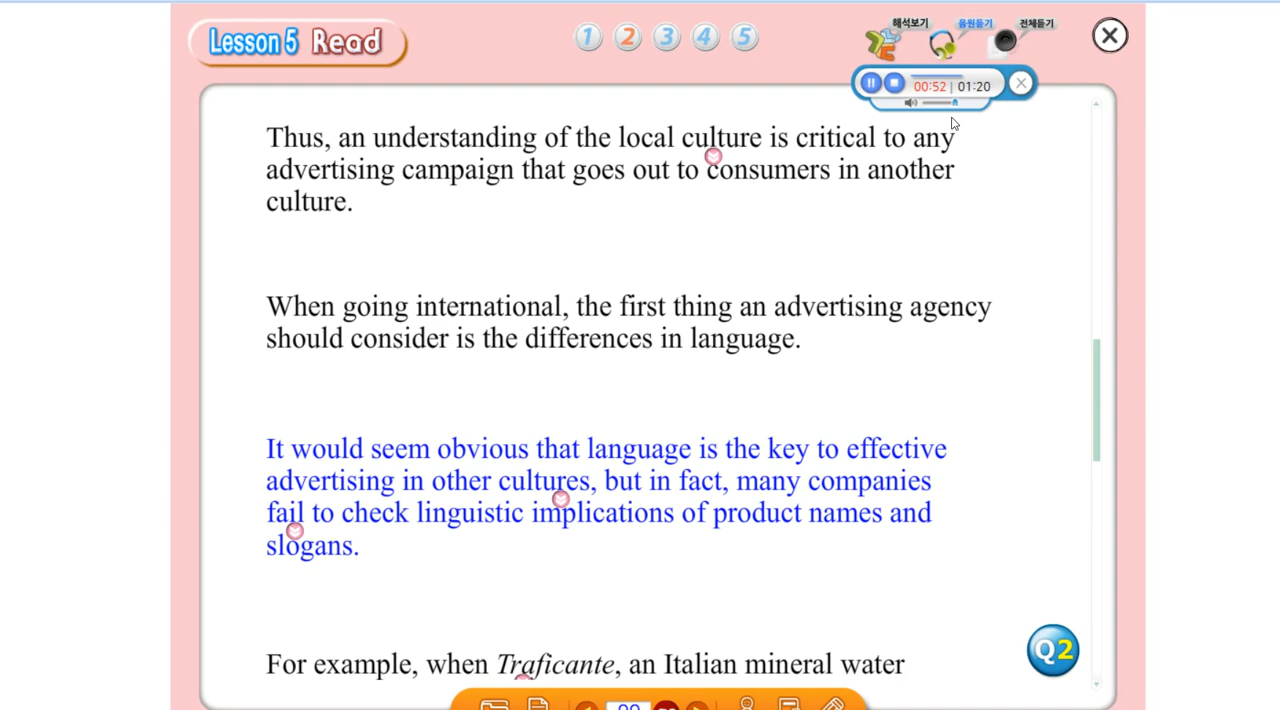 Lesson 5 Read
1 2 3 4 5
해석보기 음원듣기 전체듣기
00:52 | 01:20
Thus, an understanding of the local culture is critical to any
advertising campaign that goes out to consumers in another
culture.
When going international, the first thing an advertising agency
should consider is the differences in language.
It would seem obvious that language is the key to effective
advertising in other cultures, but in fact, many companies
fail to check linguistic implications of product names and
slogans.
Q2
For example, when Traficante, an Italian mineral water